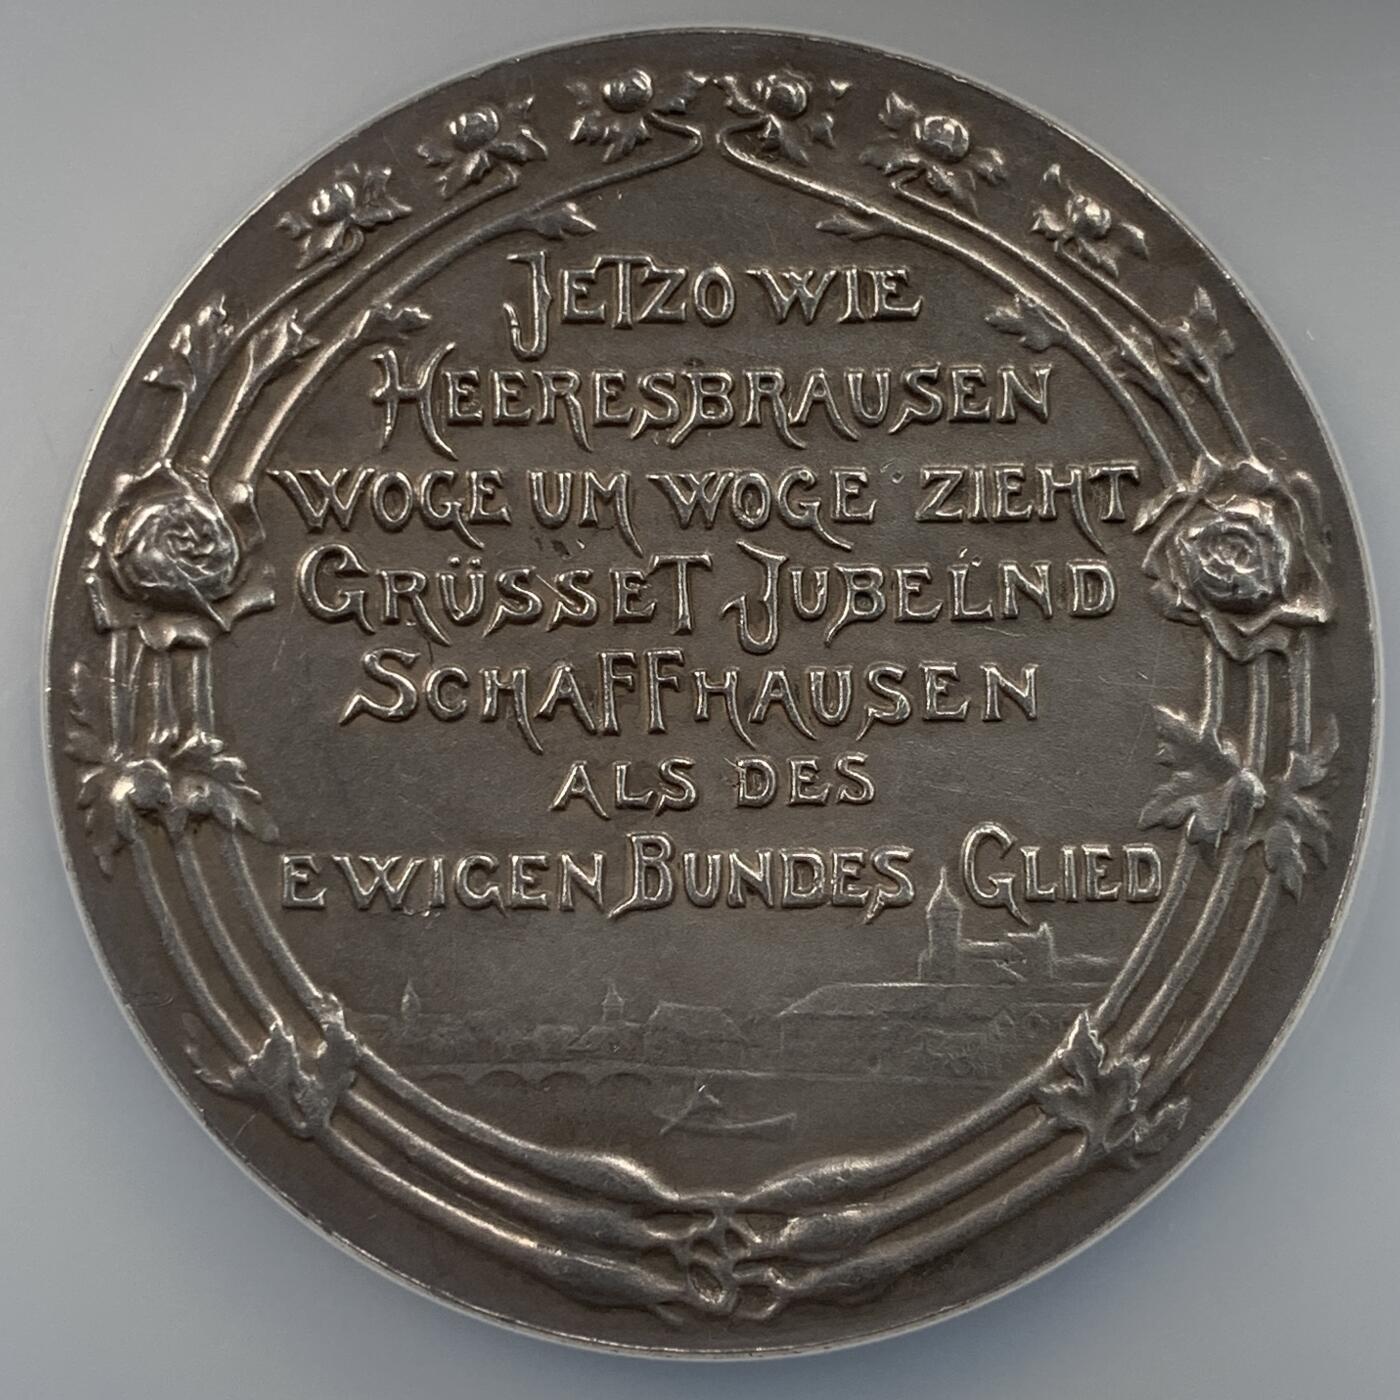 JETZO WIE
HEERESBRAUSEN
WOGE UM WOGE ZIEHT
GRÜSSET JUBELND
SCHAFFHAUSEN
ALS DES
EWIGEN BUNDES GLIED